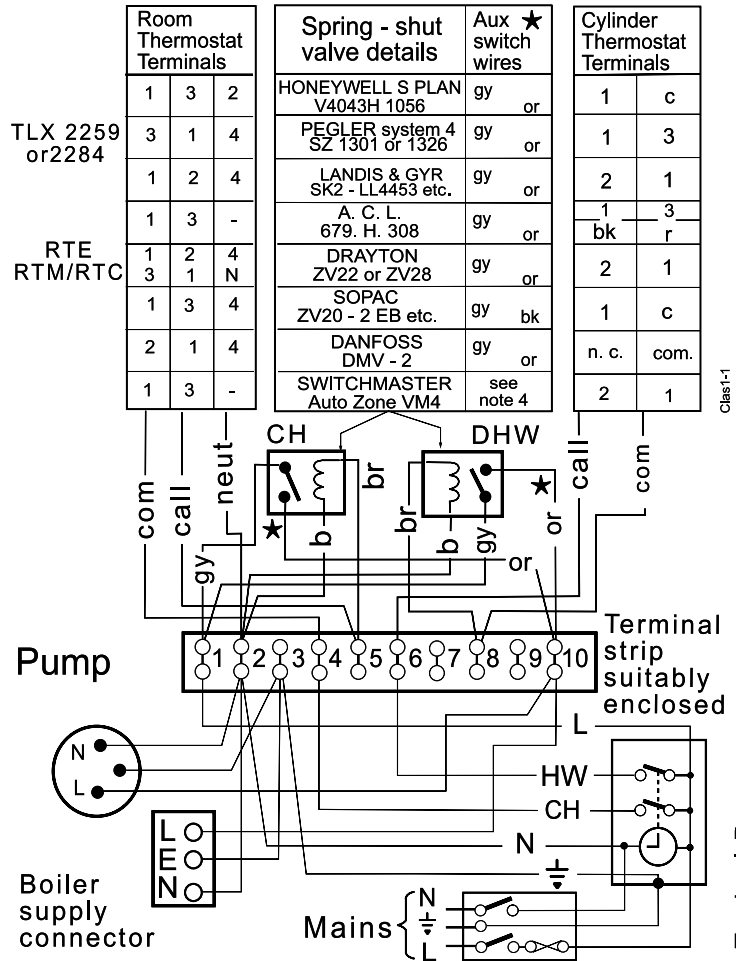 Room
Thermostat
Terminals
Spring - shut
valve details
Aux ★
switch
wires
Cylinder
Thermostat
Terminals
1 3 2
HONEYWELL S PLAN
V4043H 1056
gy or
1 c
TLX 2259
or2284
3 1 4
PEGLER system 4
SZ 1301 or 1326
gy or
1 3
1 2 4
LANDIS & GYR
SK2 - LL4453 etc.
gy or
2 1
1 3 -
A. C. L.
679. H. 308
gy or
1 3
bk r
RTE
RTM/RTC
1 2 4
3 1 N
DRAYTON
ZV22 or ZV28
gy or
2 1
1 3 4
SOPAC
ZV20 - 2 EB etc.
gy bk
1 c
2 1 4
DANFOSS
DMV - 2
gy or
n. c. com.
1 3 -
SWITCHMASTER
Auto Zone VM4
see
note 4
2 1
Clas1-1
CH
DHW
com
call
neut
gy
★
b
br
br
b
gy
★
or
or
call
com
Pump
1 2 3 4 5 6 7 8 9 10
Terminal
strip
suitably
enclosed
N
L
L
HW
CH
N
L
E
N
Boiler
supply
connector
Mains
N
L